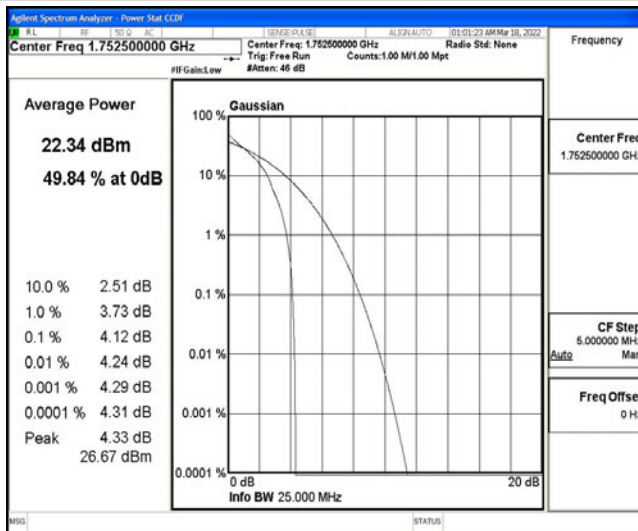 Agilent Spectrum Analyzer - Power Stat CCDF
RL RF 50 Ω AC SENSE:PULSE ALIGN AUTO 01:01:23 AM Mar 18, 2022
Center Freq 1.752500000 GHz
Center Freq: 1.752500000 GHz Radio Std: None
Trig: Free Run Counts:1.00 M/1.00 Mpt
#IFGain:Low #Atten: 46 dB
Frequency
Average Power
22.34 dBm
49.84 % at 0dB
10.0 % 2.51 dB
1.0 % 3.73 dB
0.1 % 4.12 dB
0.01 % 4.24 dB
0.001 % 4.29 dB
0.0001 % 4.31 dB
Peak 4.33 dB
26.67 dBm
Gaussian
100 %
10 %
1 %
0.1 %
0.01 %
0.001 %
0.0001 %
0 dB 20 dB
Info BW 25.000 MHz
Center Freq
1.752500000 GHz
CF Step
5.000000 MHz
Auto Man
Freq Offse
0 Hz
MSG STATUS